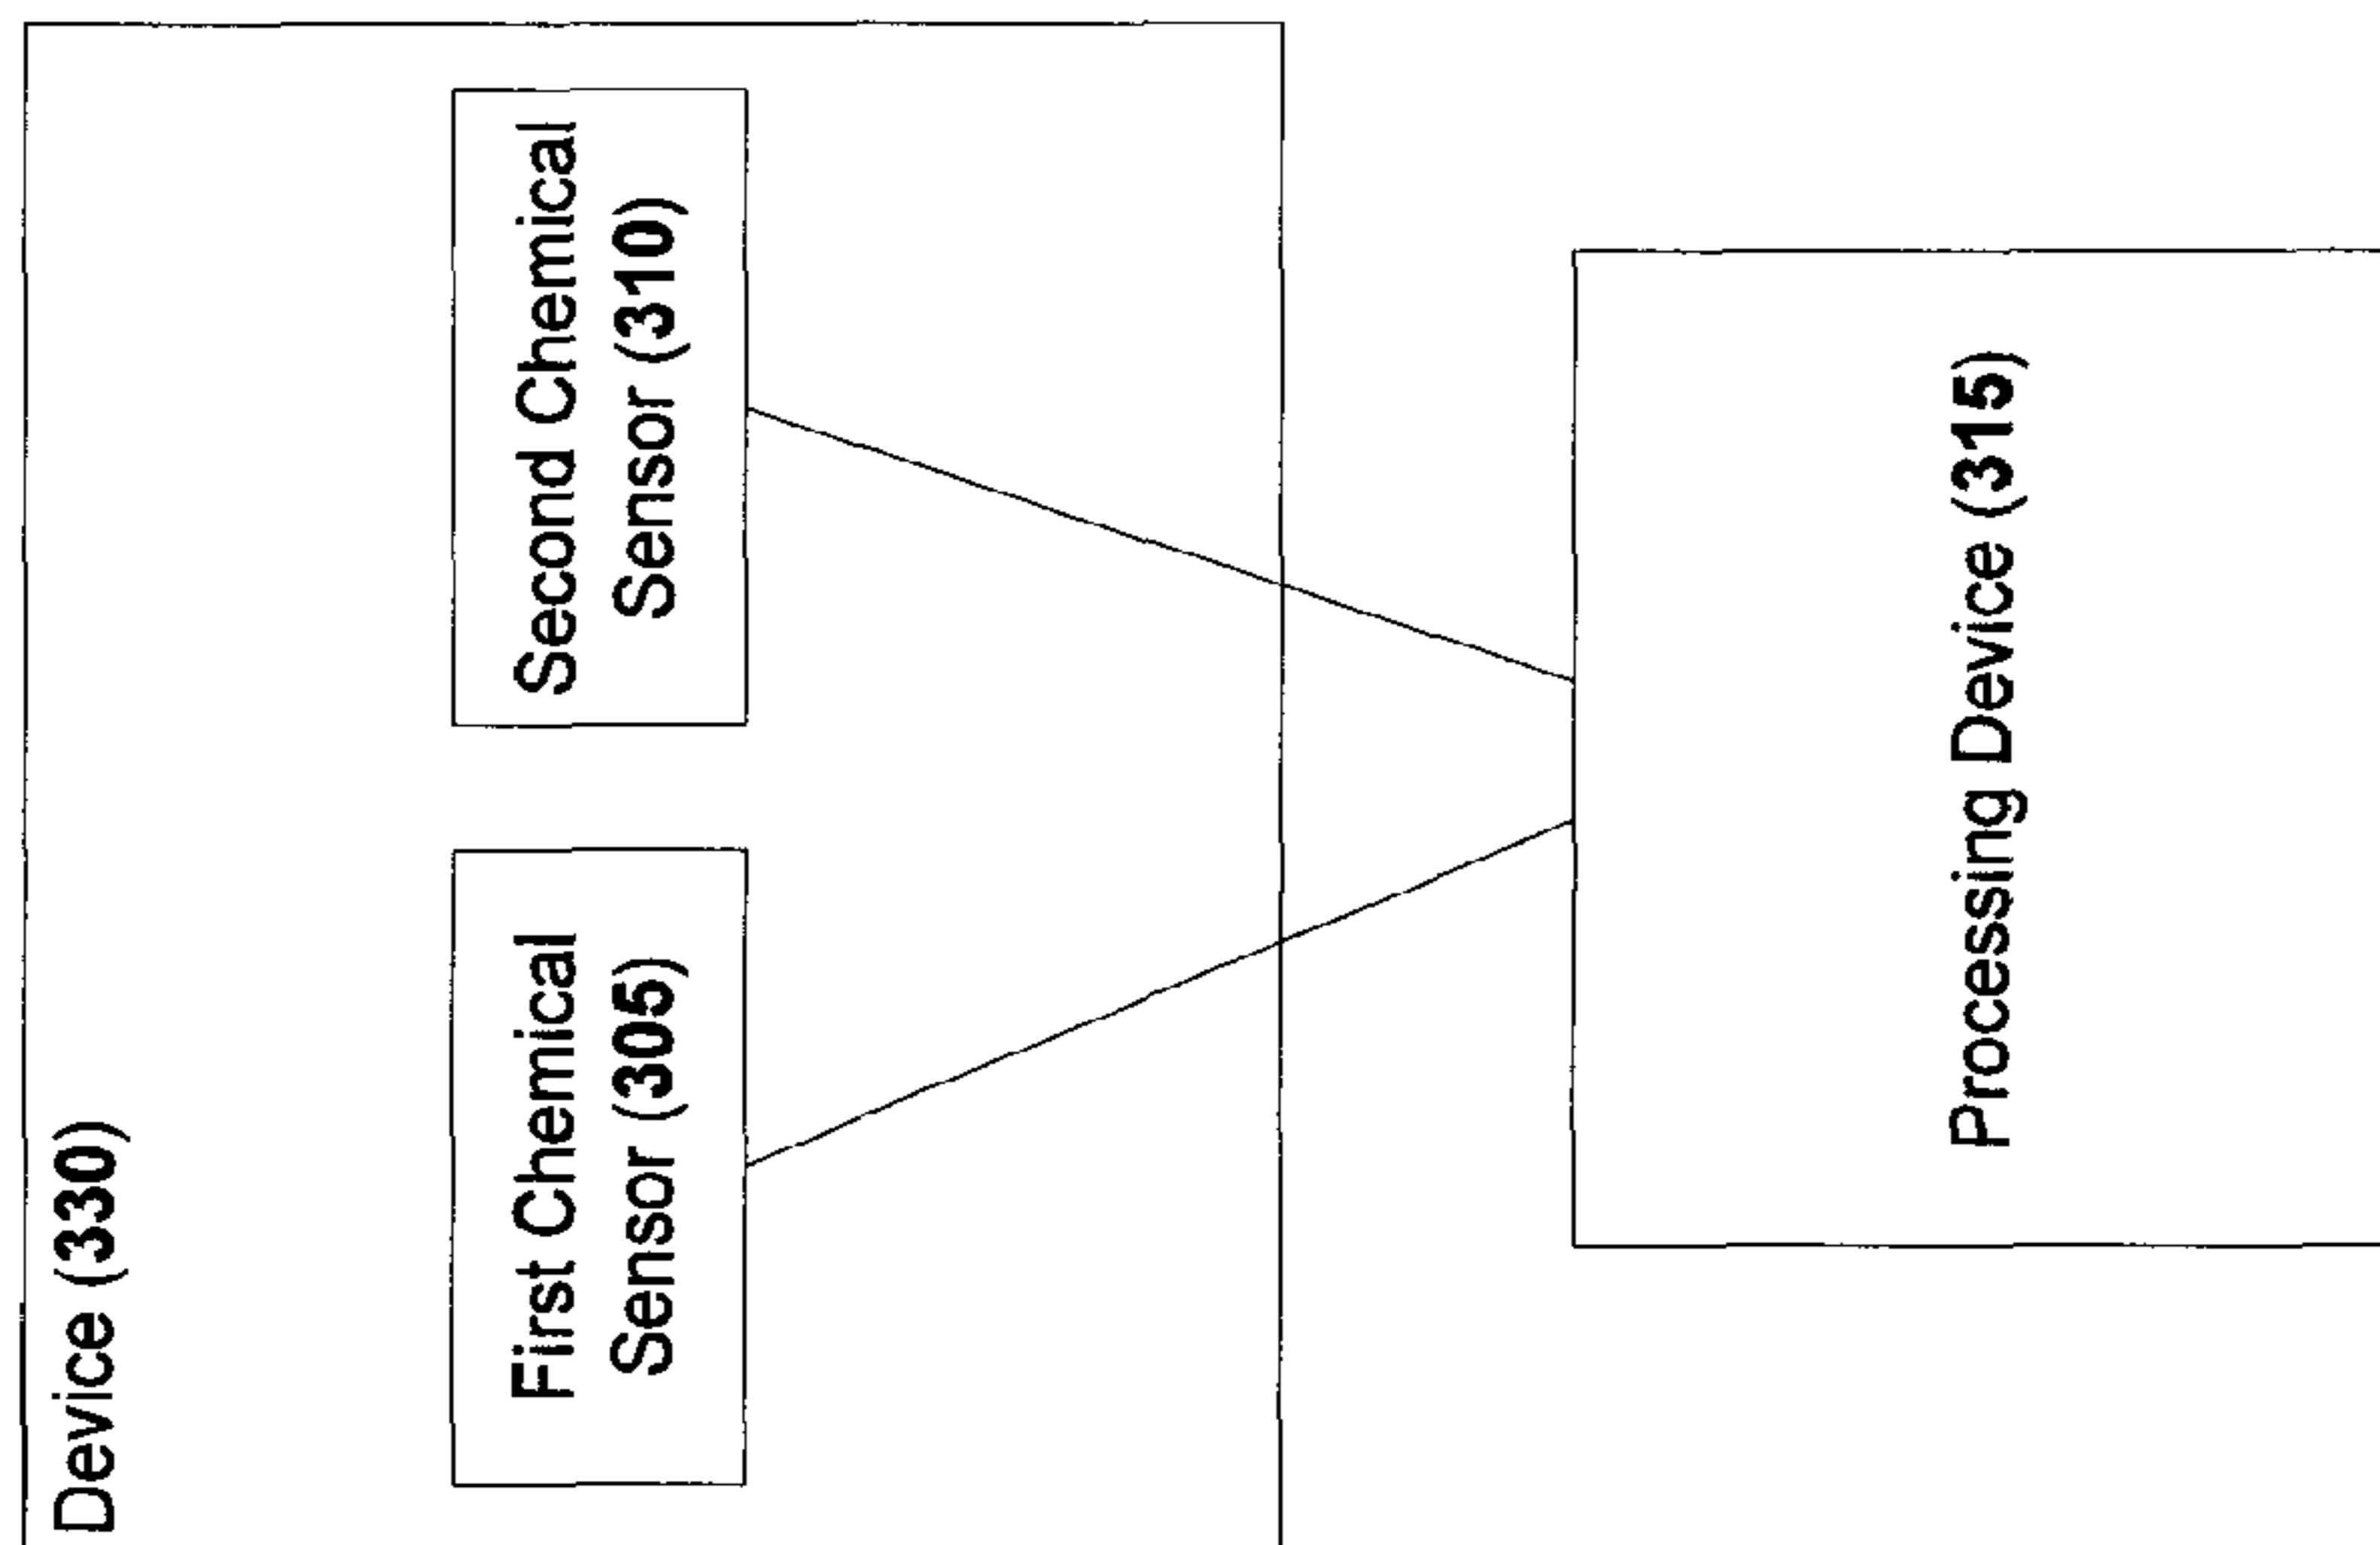 Device (330)
First Chemical
Sensor (305)
Second Chemical
Sensor (310)
Processing Device (315)